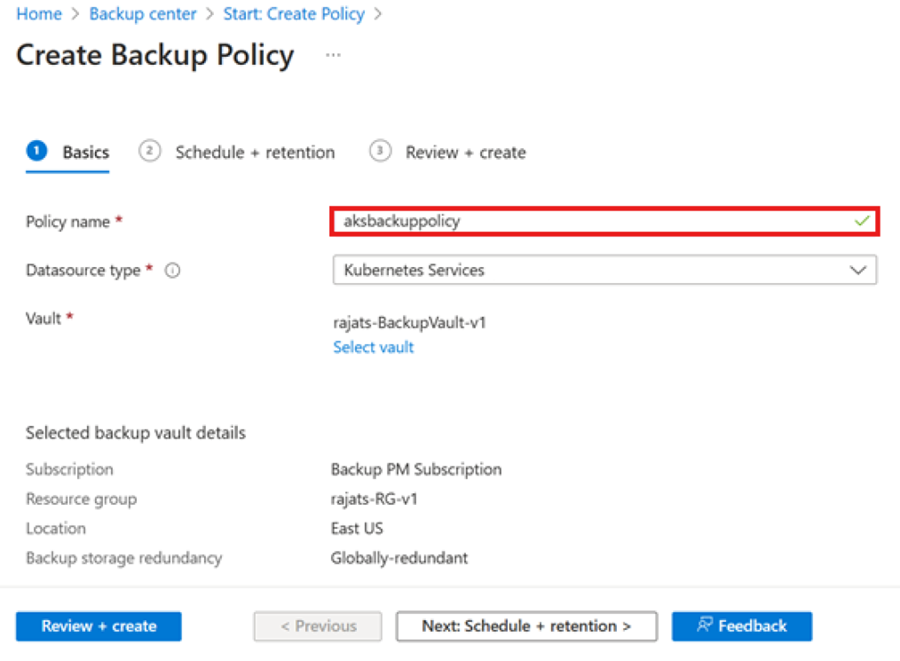 Home > Backup center > Start: Create Policy >
Create Backup Policy ...
1 Basics 2 Schedule + retention 3 Review + create
Policy name * aksbackuppolicy
Datasource type * Kubernetes Services
Vault * rajats-BackupVault-v1
Select vault
Selected backup vault details
Subscription Backup PM Subscription
Resource group rajats-RG-v1
Location East US
Backup storage redundancy Globally-redundant
Review + create < Previous Next: Schedule + retention > Feedback